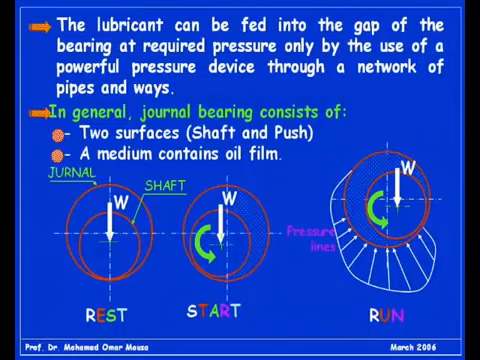 The lubricant can be fed into the gap of the
bearing at required pressure only by the use of a
powerful pressure device through a network of
pipes and ways.
In general, journal bearing consists of:
- Two surfaces (Shaft and Push)
- A medium contains oil film.
JURNAL
SHAFT
W
W
W
Pressure
lines
REST
START
RUN
Prof. Dr. Mohamed Omar Mousa
March 2006